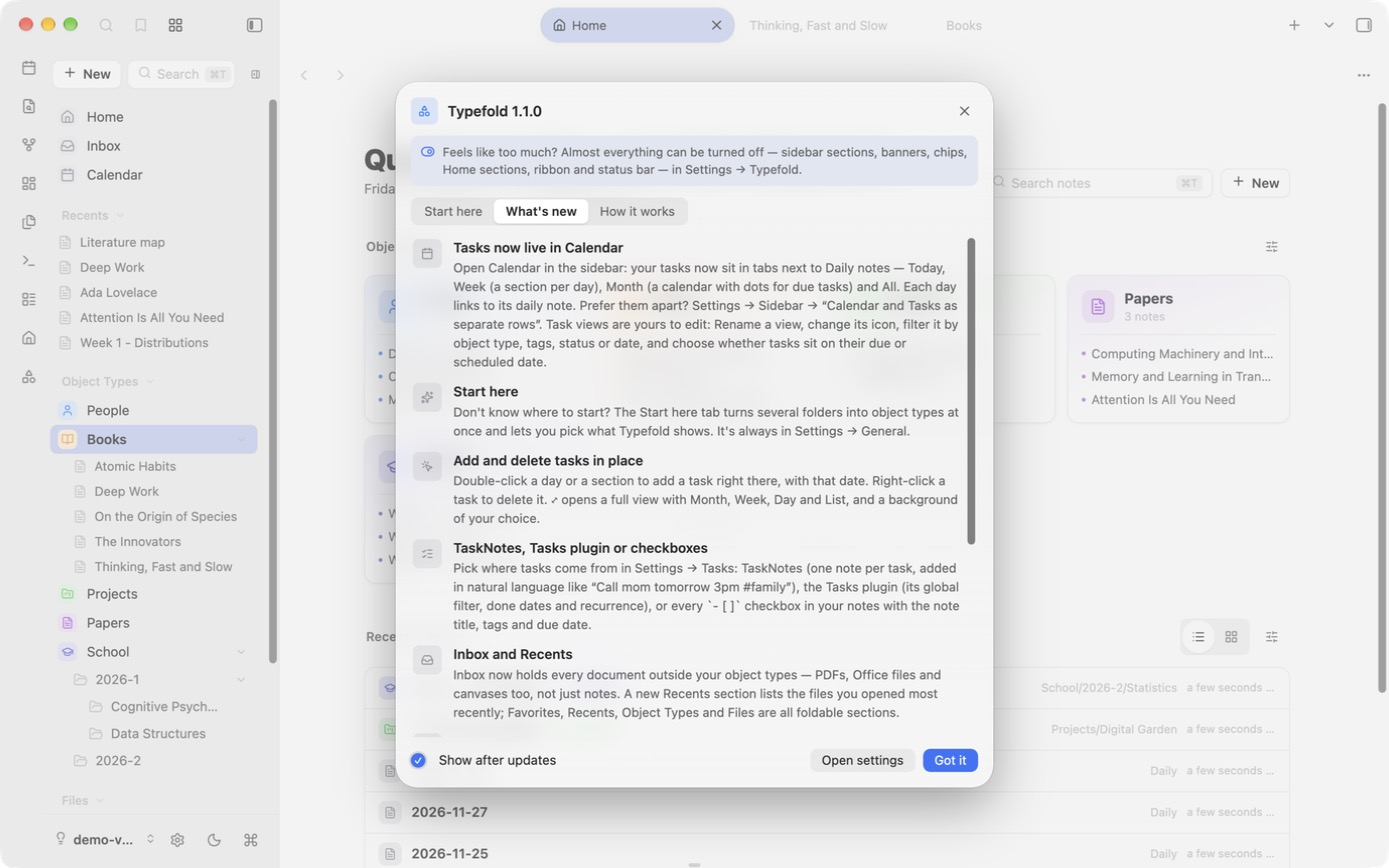 Home
Thinking, Fast and Slow
Books
New
Search ⌘T
Home
Inbox
Calendar
Recents
Literature map
Deep Work
Ada Lovelace
Attention Is All You Need
Week 1 - Distributions
Object Types
People
Books
Atomic Habits
Deep Work
On the Origin of Species
The Innovators
Thinking, Fast and Slow
Projects
Papers
School
2026-1
Cognitive Psych...
Data Structures
2026-2
Files
demo-v...
Search notes ⌘T
New
Papers
3 notes
Computing Machinery and Int...
Memory and Learning in Tran...
Attention Is All You Need
School/2026-2/Statistics a few seconds ...
Projects/Digital Garden a few seconds ...
Daily a few seconds ...
2026-11-27 Daily a few seconds ...
2026-11-25 Daily a few seconds ...
Typefold 1.1.0
Feels like too much? Almost everything can be turned off — sidebar sections, banners, chips,
Home sections, ribbon and status bar — in Settings → Typefold.
Start here
What's new
How it works
Tasks now live in Calendar
Open Calendar in the sidebar: your tasks now sit in tabs next to Daily notes — Today,
Week (a section per day), Month (a calendar with dots for due tasks) and All. Each day
links to its daily note. Prefer them apart? Settings → Sidebar → “Calendar and Tasks as
separate rows”. Task views are yours to edit: Rename a view, change its icon, filter it by
object type, tags, status or date, and choose whether tasks sit on their due or
scheduled date.
Start here
Don't know where to start? The Start here tab turns several folders into object types at
once and lets you pick what Typefold shows. It's always in Settings → General.
Add and delete tasks in place
Double-click a day or a section to add a task right there, with that date. Right-click a
task to delete it. ⤢ opens a full view with Month, Week, Day and List, and a background
of your choice.
TaskNotes, Tasks plugin or checkboxes
Pick where tasks come from in Settings → Tasks: TaskNotes (one note per task, added
in natural language like “Call mom tomorrow 3pm #family”), the Tasks plugin (its global
filter, done dates and recurrence), or every `- [ ]` checkbox in your notes with the note
title, tags and due date.
Inbox and Recents
Inbox now holds every document outside your object types — PDFs, Office files and
canvases too, not just notes. A new Recents section lists the files you opened most
recently; Favorites, Recents, Object Types and Files are all foldable sections.
Show after updates
Open settings
Got it